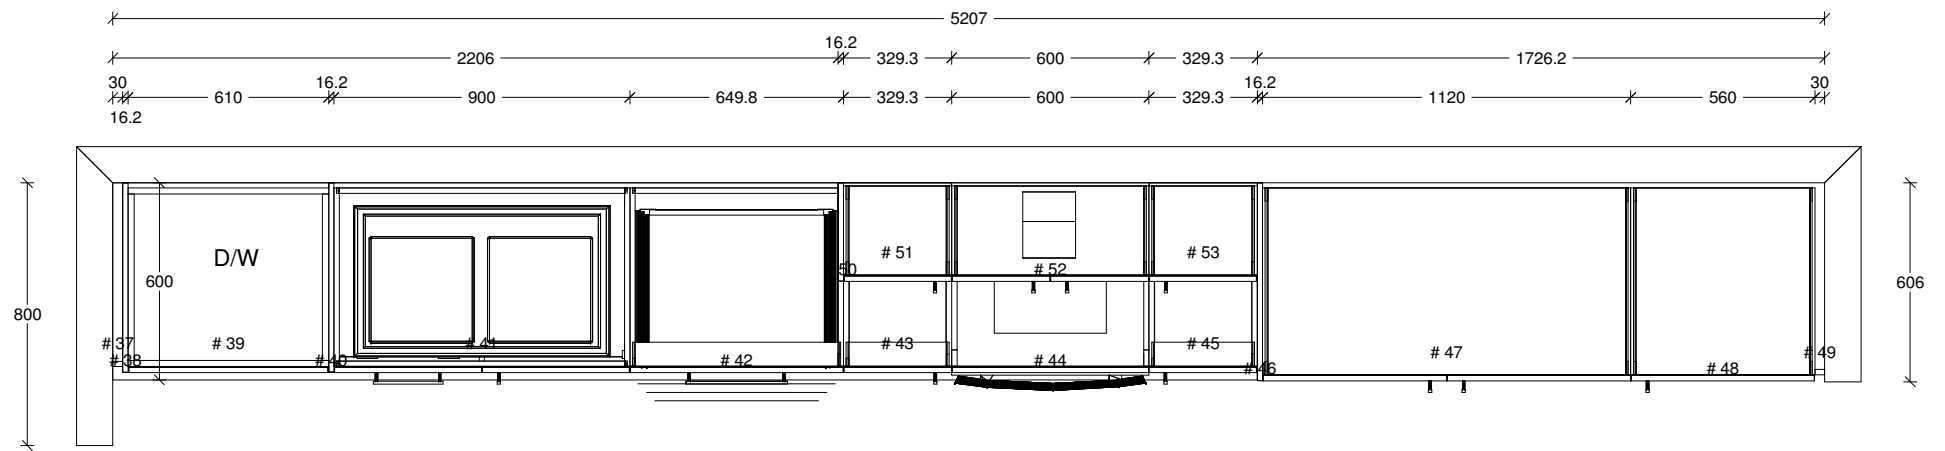 5207
16.2
2206 329.3 600 329.3 1726.2
30 16.2 16.2 30
610 900 649.8 329.3 600 329.3 1120 560
16.2
D/W
# 51 # 53
# 50 # 52
600 606
800
# 37 # 39 # 41 # 43 # 45
# 47 # 49
# 38 # 40 # 42 # 44
# 46 # 48